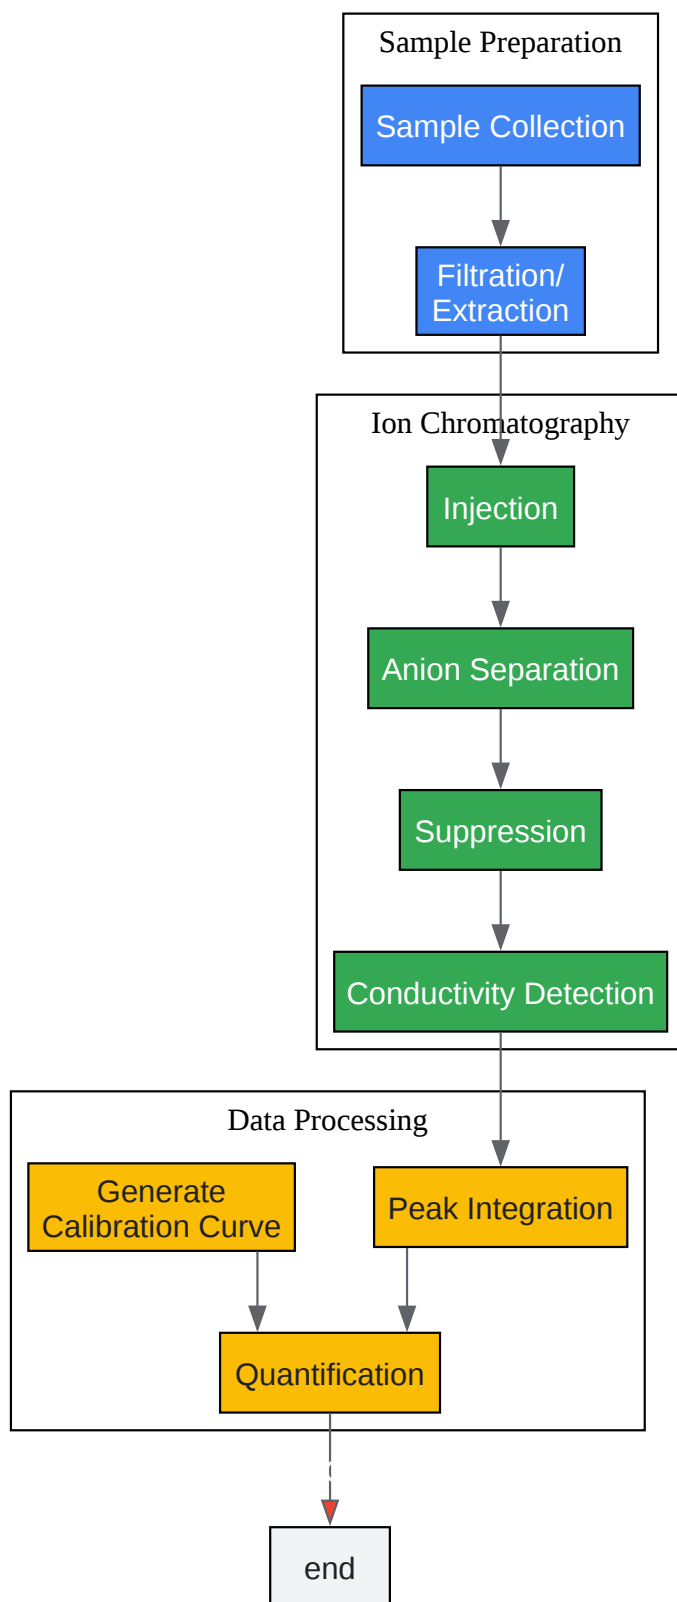 Sample Preparation
Sample Collection
Filtration/
Extraction
Ion Chromatography
Injection
Anion Separation
Suppression
Conductivity Detection
Data Processing
Generate
Calibration Curve
Peak Integration
Quantification
end